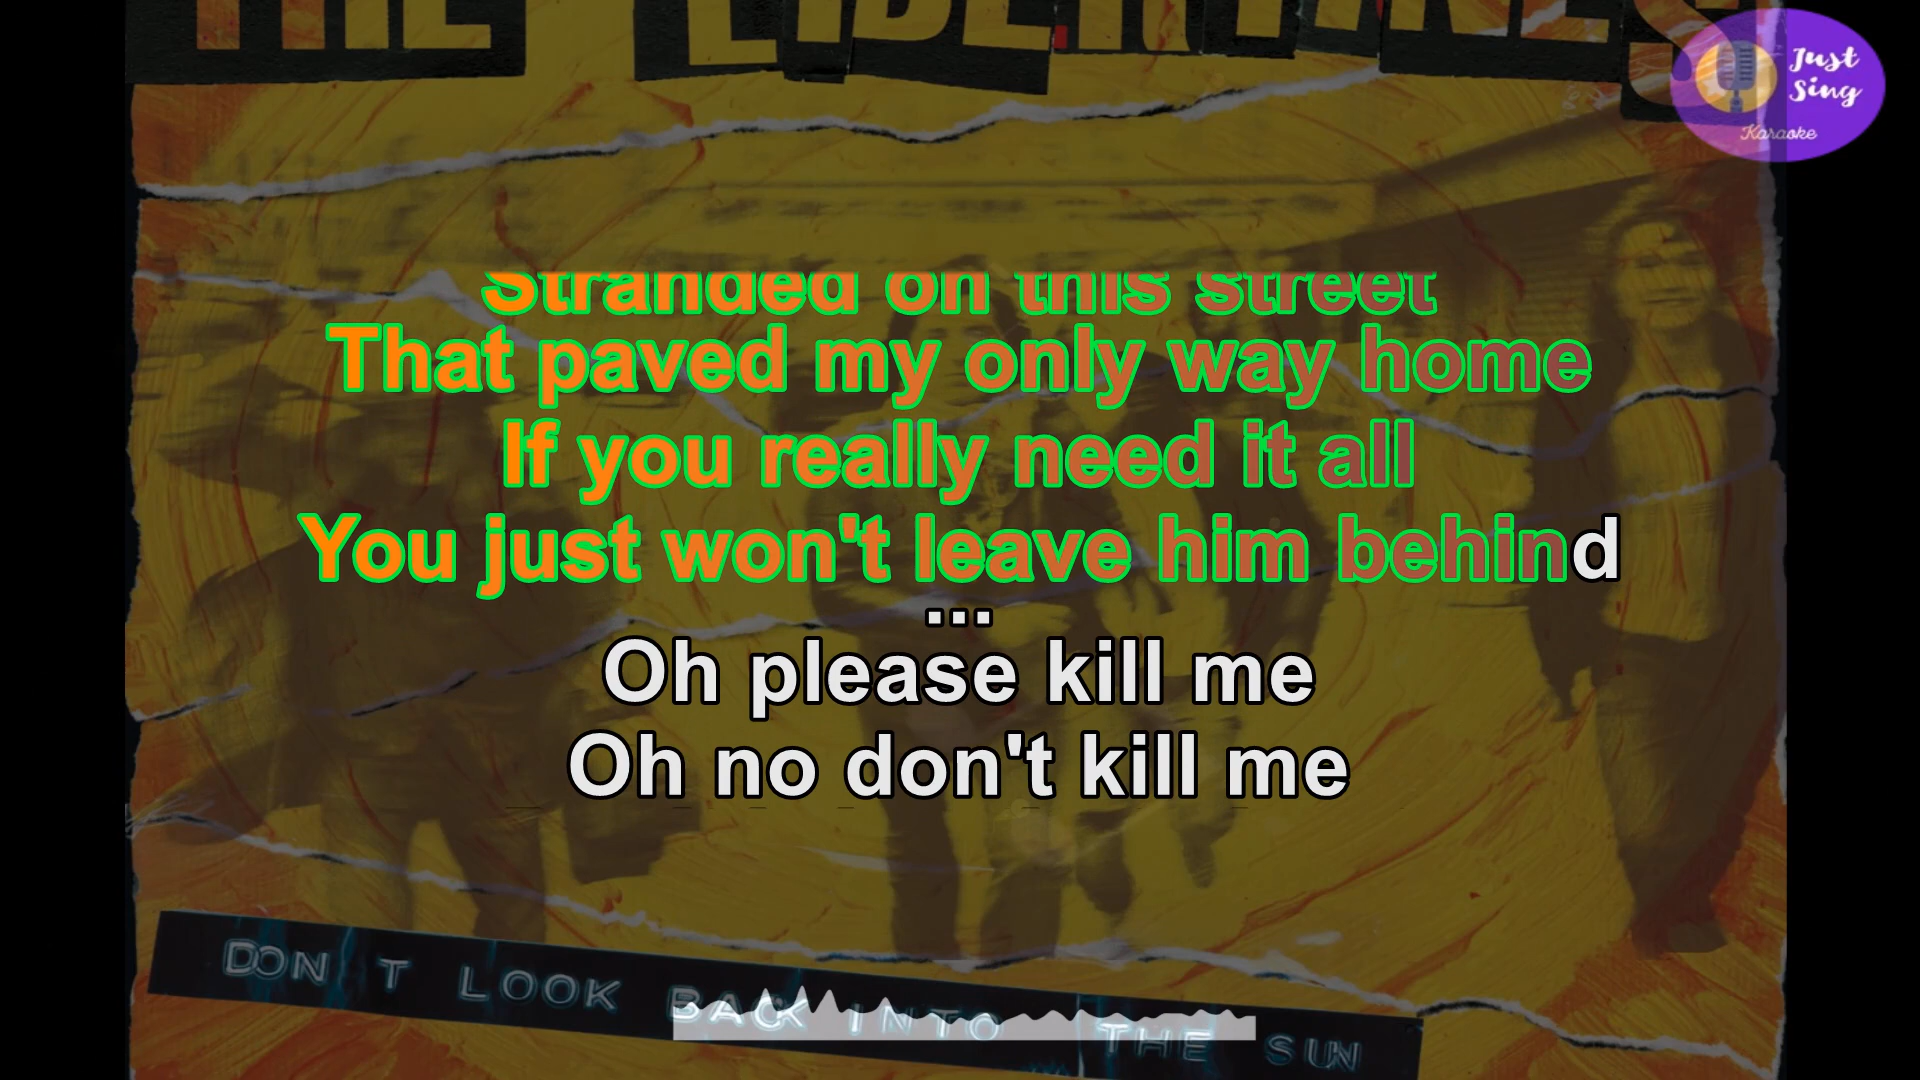 THE LIBERTINES
Just
Sing
Karaoke
Stranded on this street
That paved my only way home
If you really need it all
You just won't leave him behind
...
Oh please kill me
Oh no don't kill me
DON T LOOK BACK INTO THE SUN